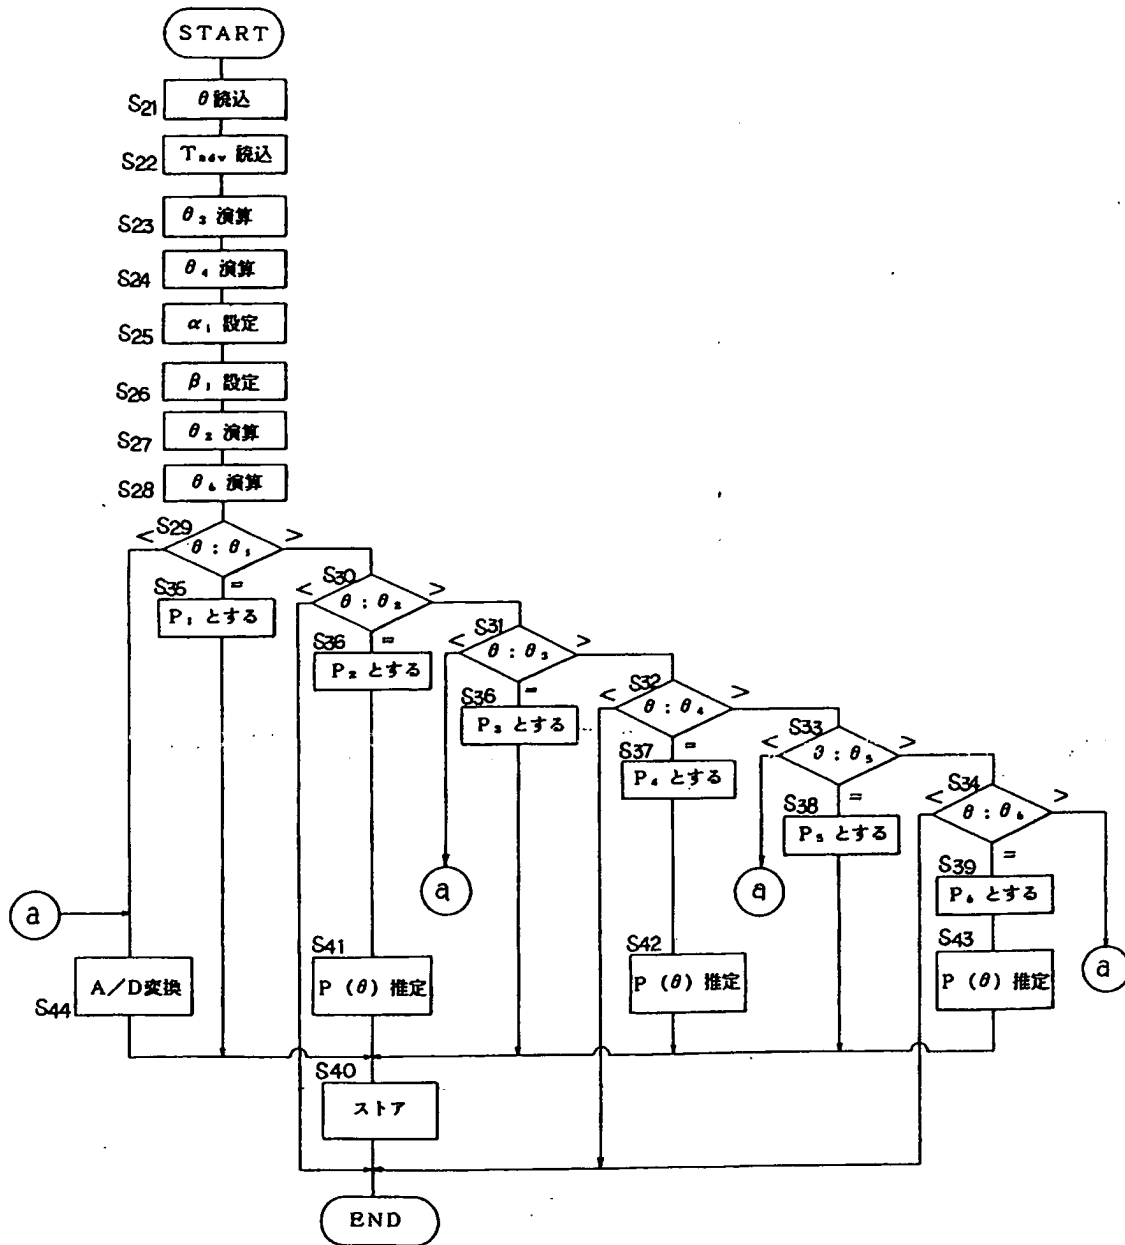 START
S21 θ 読込
S22 Tadv 読込
S23 θ3 演算
S24 θ4 演算
S25 α1 設定
S26 β1 設定
S27 θ2 演算
S28 θ6 演算
S29
< θ : θ1 >
=
S35
P1 とする
S30
< θ : θ2 >
=
S36
P2 とする
S31
< θ : θ3 >
=
S36
P3 とする
S32
< θ : θ4 >
=
S37
P4 とする
S33
< θ : θ5 >
=
S38
P5 とする
S34
< θ : θ6 >
=
S39
P6 とする
a
a
a
a
S44 A/D変換
S41
P (θ) 推定
S42
P (θ) 推定
S43
P (θ) 推定
S40
ストア
END